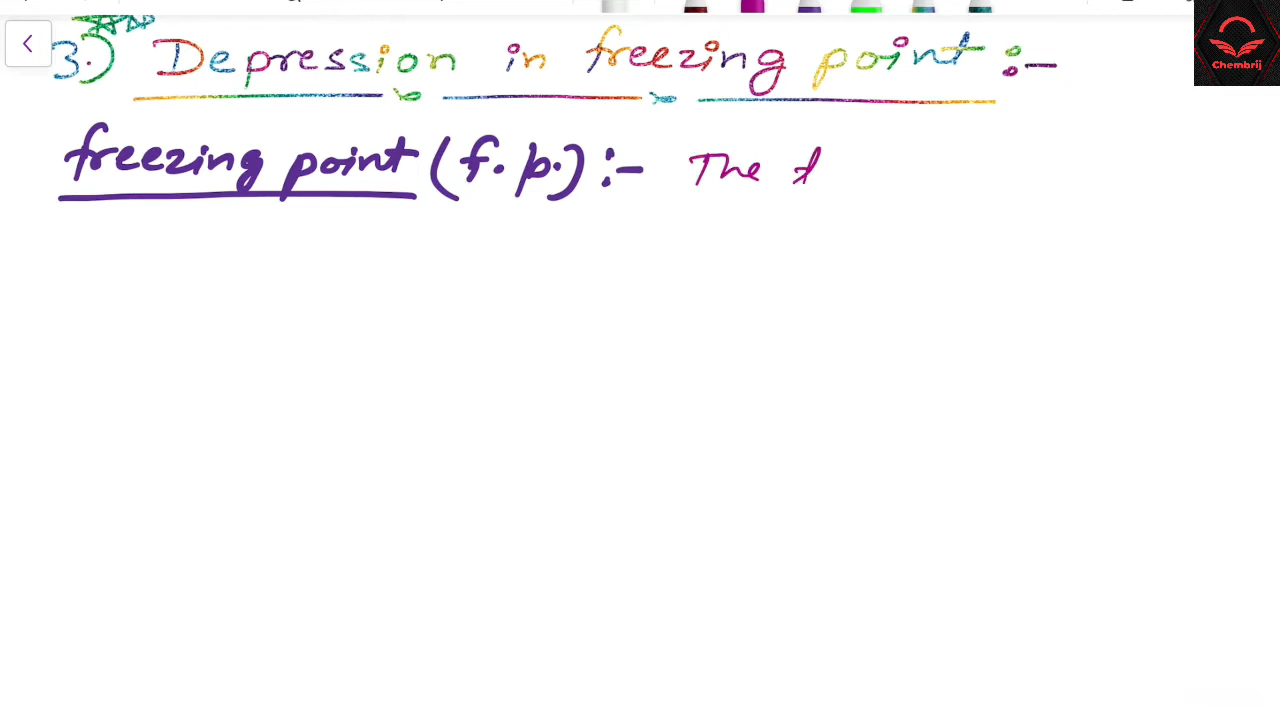 3.) Depression in freezing point :-
Chembrij
freezing point (f.p.) :- The